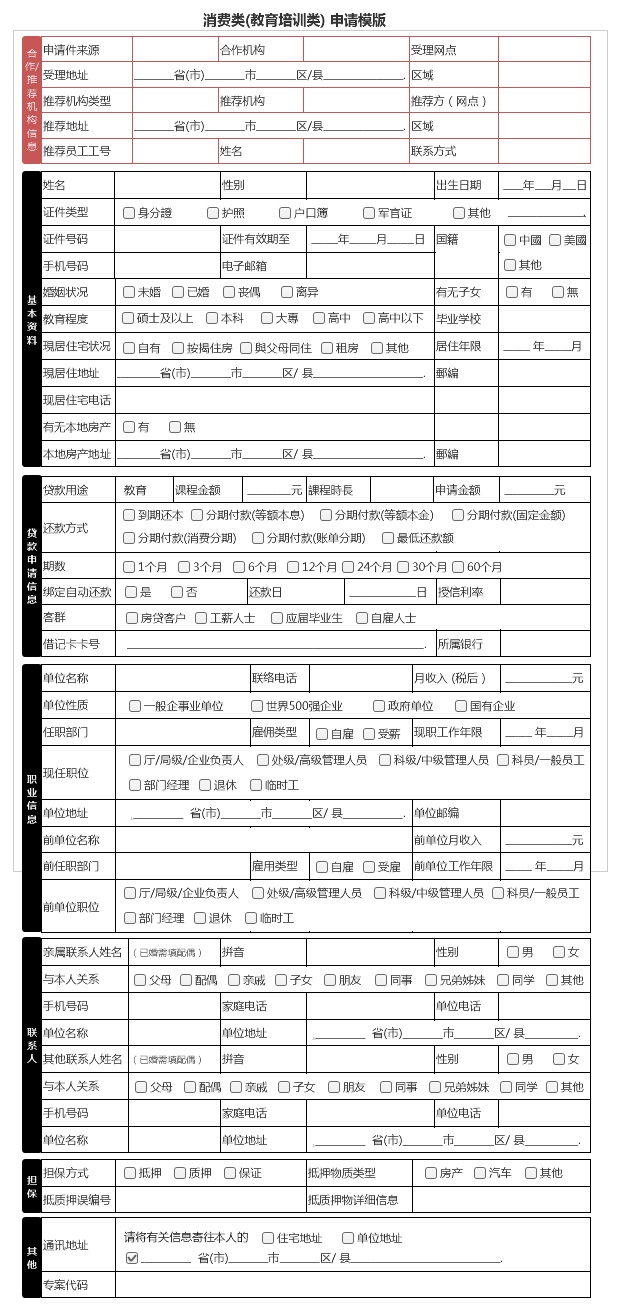 消费类(教育培训类) 申请模版
合作/推荐机构信息
申请件来源 合作机构 受理网点
受理地址 ______省(市)______市______区/县____________. 区域
推荐机构类型 推荐机构 推荐方（网点）
推荐地址 ______省(市)______市______区/县____________. 区域
推荐员工工号 姓名 联系方式
基本资料
姓名 性别 出生日期 ___年___月__日
证件类型 身分證 护照 户口簿 军官证 其他 ____________.
证件号码 证件有效期至 ____年____月____日 国籍 中國 美國
手机号码 电子邮箱 其他
婚姻状况 未婚 已婚 丧偶 离异 有无子女 有 無
教育程度 硕士及以上 本科 大專 高中 高中以下 毕业学校
現居住宅状况 自有 按揭住房 與父母同住 租房 其他 居住年限 ____ 年____月
現居住地址 ______省(市)______市______区/ 县________________. 郵編
现居住宅电话
有无本地房产 有 無
本地房产地址 ______省(市)______市______区/ 县________________. 郵編
贷款申请信息
贷款用途 教育 课程金额 _______元 課程時長 申请金额 _______元
还款方式 到期还本 分期付款(等额本息) 分期付款(等额本金) 分期付款(固定金额)
分期付款(消费分期) 分期付款(账单分期) 最低还款额
期数 1个月 3个月 6个月 12个月 24个月 30个月 60个月
绑定自动还款 是 否 还款日 __________日 授信利率
客群 房贷客户 工薪人士 应届毕业生 自雇人士
借记卡卡号 ____________________________________________. 所属银行
职业信息
单位名称 联络电话 月收入 (税后） __________元
单位性质 一般企事业单位 世界500强企业 政府单位 国有企业
任职部门 雇佣类型 自雇 受薪 现职工作年限 ____ 年____月
现任职位 厅/局级/企业负责人 处级/高级管理人员 科级/中级管理人员 科员/一般员工
部门经理 退休 临时工
单位地址 ________ 省(市)______市______区/ 县_________. 单位邮编
前单位名称 前单位月收入 __________元
前任职部门 雇用类型 自雇 受雇 前单位工作年限 ____ 年____月
前单位职位 厅/局级/企业负责人 处级/高级管理人员 科级/中级管理人员 科员/一般员工
部门经理 退休 临时工
联系人
亲属联系人姓名 （已婚需填配偶） 拼音 性别 男 女
与本人关系 父母 配偶 亲戚 子女 朋友 同事 兄弟姊妹 同学 其他
手机号码 家庭电话 单位电话
单位名称 单位地址 ________ 省(市)______市______区/ 县________.
其他联系人姓名 （已婚需填配偶） 拼音 性别 男 女
与本人关系 父母 配偶 亲戚 子女 朋友 同事 兄弟姊妹 同学 其他
手机号码 家庭电话 单位电话
单位名称 单位地址 ________ 省(市)______市______区/ 县________.
担保
担保方式 抵押 质押 保证 抵押物质类型 房产 汽车 其他
抵质押误编号 抵质押物详细信息
其他
通讯地址 请将有关信息寄往本人的 住宅地址 单位地址
________ 省(市)______市______区/ 县______________________.
专案代码